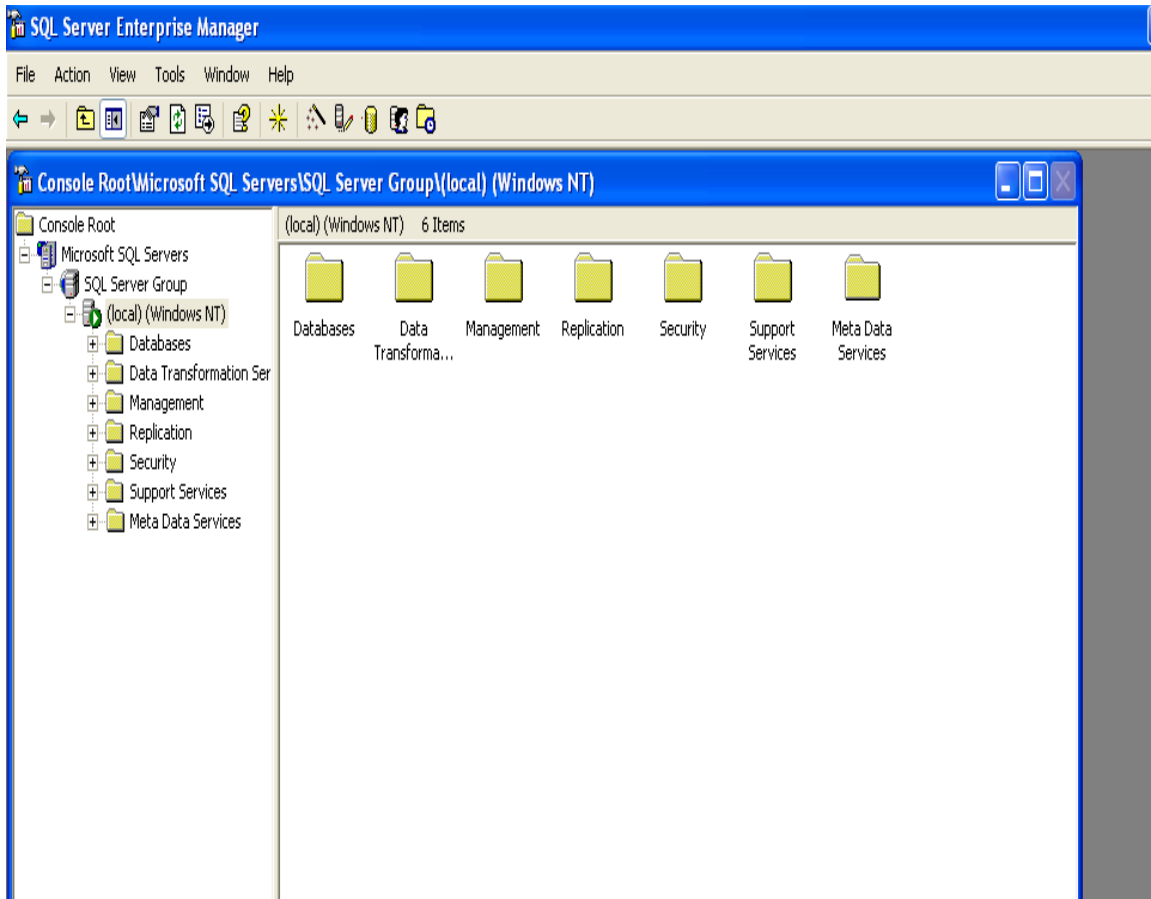 SQL Server Enterprise Manager
File Action View Tools Window Help
Console Root\Microsoft SQL Servers\SQL Server Group\(local) (Windows NT)
Console Root
Microsoft SQL Servers
SQL Server Group
(local) (Windows NT)
Databases
Data Transformation Ser
Management
Replication
Security
Support Services
Meta Data Services
(local) (Windows NT) 6 Items
Databases
Data
Transforma...
Management
Replication
Security
Support
Services
Meta Data
Services